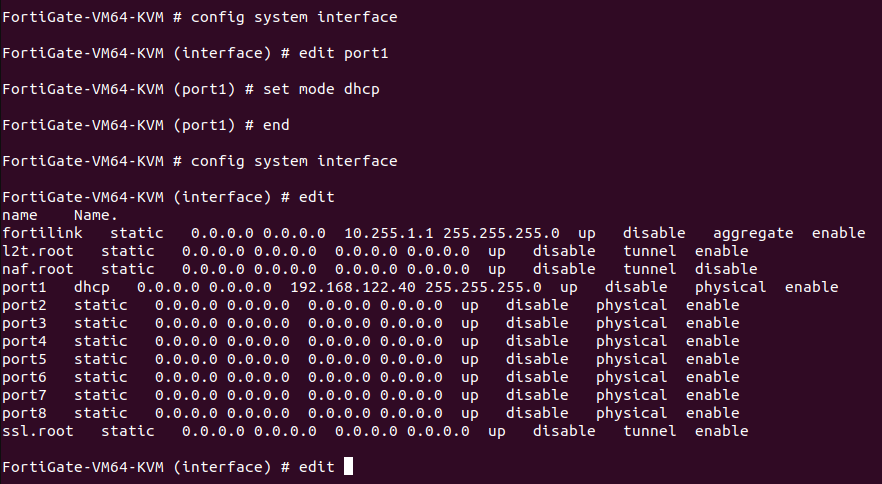 FortiGate-VM64-KVM # config system interface
FortiGate-VM64-KVM (interface) # edit port1
FortiGate-VM64-KVM (port1) # set mode dhcp
FortiGate-VM64-KVM (port1) # end
FortiGate-VM64-KVM # config system interface
FortiGate-VM64-KVM (interface) # edit
name    Name.
fortilink   static   0.0.0.0 0.0.0.0  10.255.1.1 255.255.255.0  up   disable   aggregate  enable
l2t.root   static   0.0.0.0 0.0.0.0  0.0.0.0 0.0.0.0  up   disable   tunnel  enable
naf.root   static   0.0.0.0 0.0.0.0  0.0.0.0 0.0.0.0  up   disable   tunnel  disable
port1   dhcp   0.0.0.0 0.0.0.0  192.168.122.40 255.255.255.0  up   disable   physical  enable
port2   static   0.0.0.0 0.0.0.0  0.0.0.0 0.0.0.0  up   disable   physical  enable
port3   static   0.0.0.0 0.0.0.0  0.0.0.0 0.0.0.0  up   disable   physical  enable
port4   static   0.0.0.0 0.0.0.0  0.0.0.0 0.0.0.0  up   disable   physical  enable
port5   static   0.0.0.0 0.0.0.0  0.0.0.0 0.0.0.0  up   disable   physical  enable
port6   static   0.0.0.0 0.0.0.0  0.0.0.0 0.0.0.0  up   disable   physical  enable
port7   static   0.0.0.0 0.0.0.0  0.0.0.0 0.0.0.0  up   disable   physical  enable
port8   static   0.0.0.0 0.0.0.0  0.0.0.0 0.0.0.0  up   disable   physical  enable
ssl.root   static   0.0.0.0 0.0.0.0  0.0.0.0 0.0.0.0  up   disable   tunnel  enable
FortiGate-VM64-KVM (interface) # edit